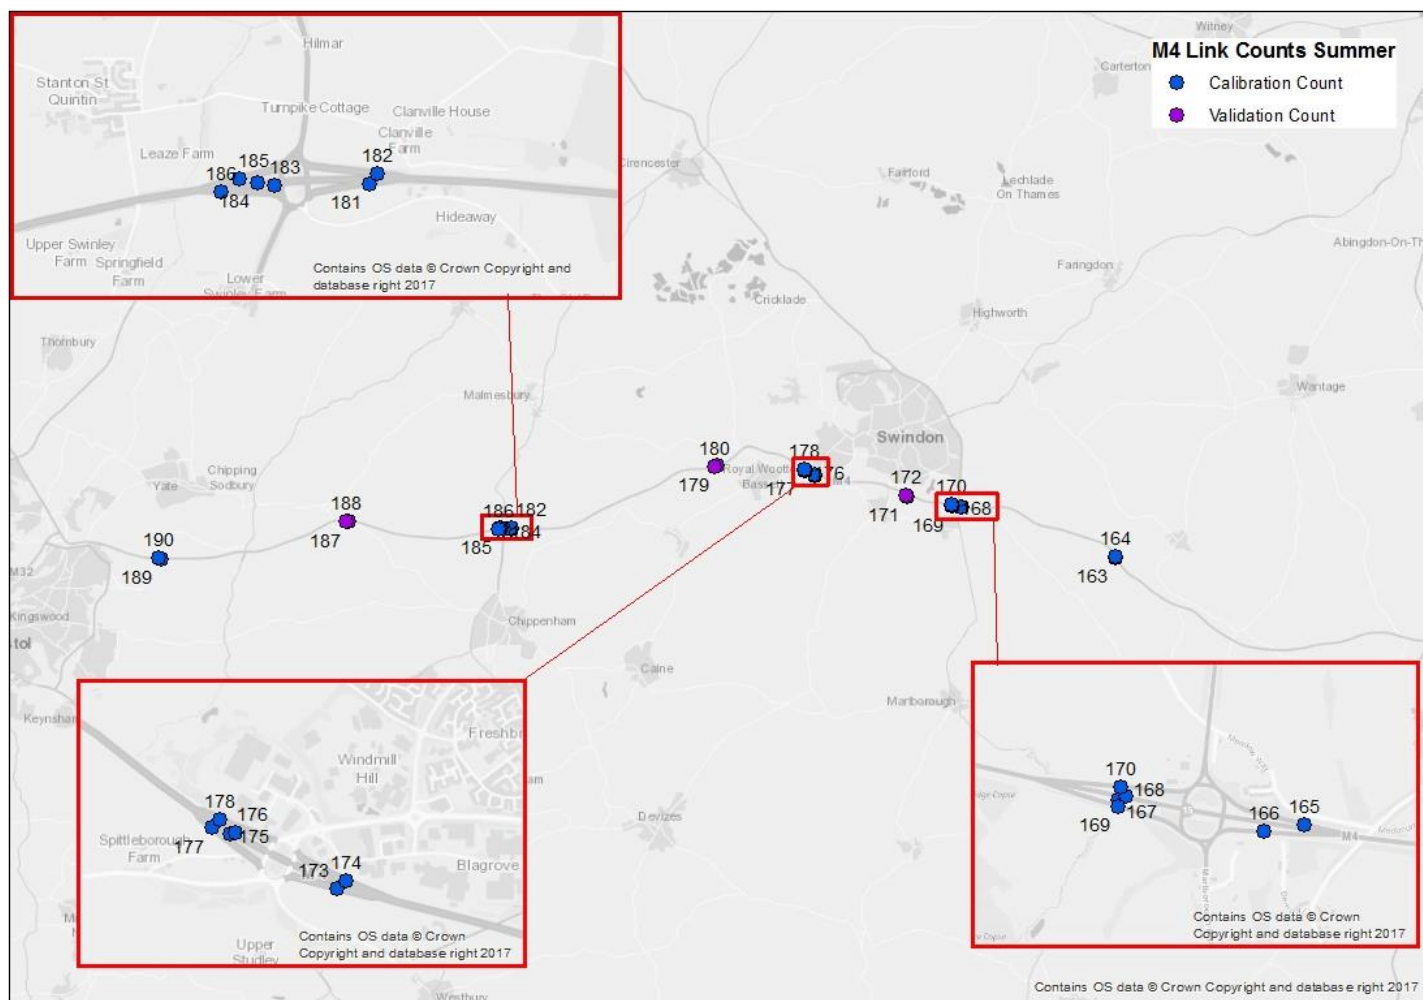 M4 Link Counts Summer
Calibration Count
Validation Count
Witney
Carterton
Hilmar
Stanton St
Quintin
Turnpike Cottage
Clanville House
Clanville
Farm
Leaze Farm
182
185
183
186
184
181
Hideaway
Upper Swinley
Farm
Springfield
Farm
Lower
Contains OS data © Crown Copyright and
database right 2017
Cirencester
Fairford
Lechlade
On Thames
Abingdon-On-Th
Faringdon
Cricklade
Highworth
Thornbury
Wantage
Malmesbury
Swindon
180
178
Royal Wootto
Bass
176
179
177
M4
172
170
171
169
168
Chipping
Sodbury
Yate
188
187
186
182
184
185
190
189
164
163
M32
Kingswood
tol
Chippenham
Calne
Marlborough
Keynsham
Devizes
Westbury
am
Freshbr
Windmill
Hill
178
176
175
177
Spittleborough
Farm
173
174
Blagrove
Upper
Studley
Contains OS data © Crown
Copyright and database right 2017
170
168
167
169
166
165
M4
Contains OS data © Crown
Copyright and database right 2017
Contains OS data © Crown Copyright and database right 2017